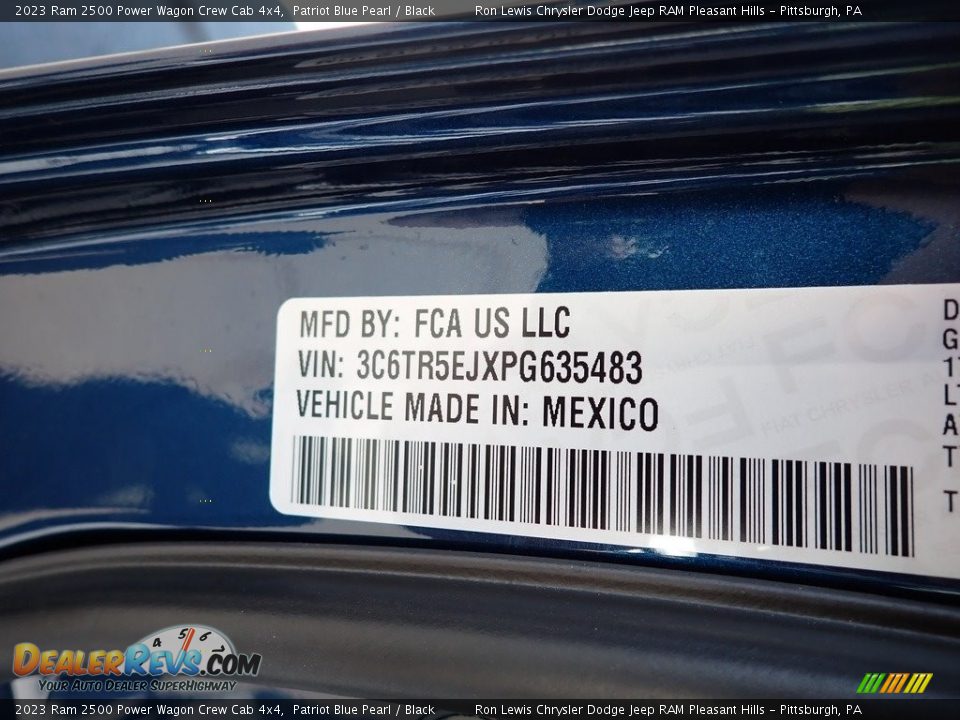 2023 Ram 2500 Power Wagon Crew Cab 4x4, Patriot Blue Pearl / Black Ron Lewis Chrysler Dodge Jeep RAM Pleasant Hills - Pittsburgh, PA
MFD BY: FCA US LLC
VIN: 3C6TR5EJXPG635483
VEHICLE MADE IN: MEXICO
4 5 6
DEALERREVS.COM
YOUR AUTO DEALER SUPERHIGHWAY
2023 Ram 2500 Power Wagon Crew Cab 4x4, Patriot Blue Pearl / Black Ron Lewis Chrysler Dodge Jeep RAM Pleasant Hills - Pittsburgh, PA